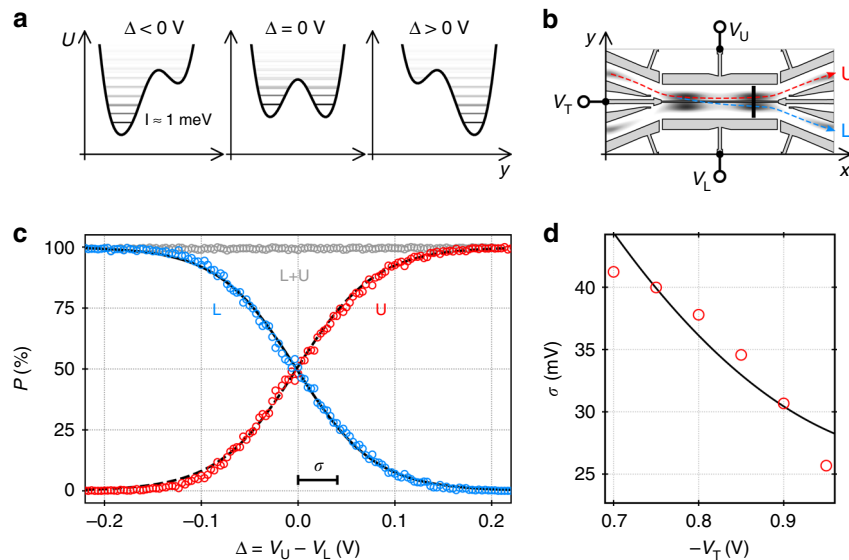 a
Δ < 0 V
Δ = 0 V
Δ > 0 V
U
I ≈ 1 meV
y
b
y
V_U
V_T
U
L
V_L
x
c
100
75
50
25
0
P (%)
L+U
L
U
σ
−0.2
−0.1
0.0
0.1
0.2
Δ = V_U − V_L (V)
d
40
35
30
25
σ (mV)
0.7
0.8
0.9
−V_T (V)